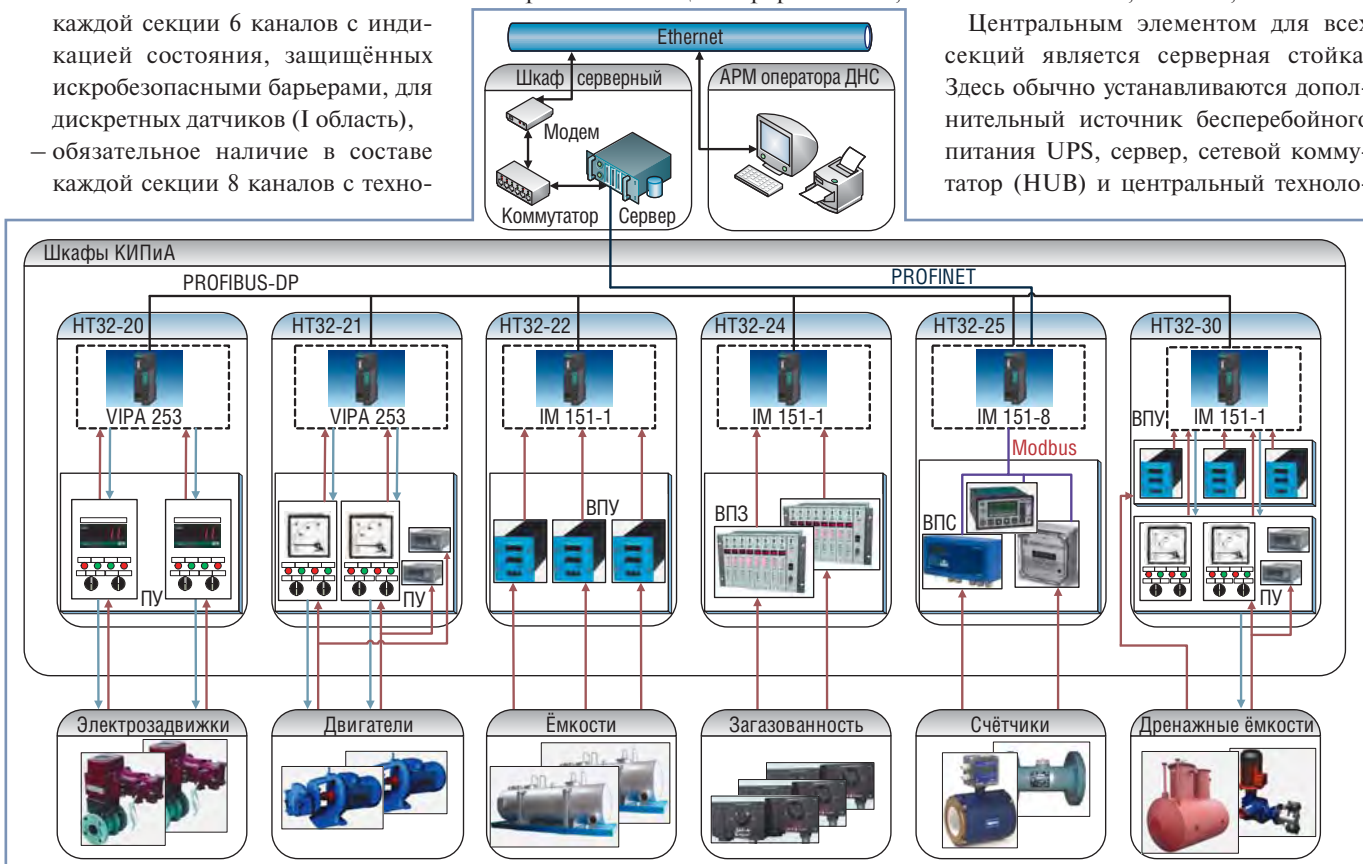 каждой секции 6 каналов с инди-
кацией состояния, защищённых
искробезопасными барьерами, для
дискретных датчиков (I область),
– обязательное наличие в составе
каждой секции 8 каналов с техно-
Центральным элементом для всех
секций является серверная стойка
Здесь обычно устанавливаются допол-
нительный источник бесперебойного
питания UPS, сервер, сетевой комму-
татор (HUB) и центральный техноло-
Ethernet
Шкаф серверный
Модем
Коммутатор
Сервер
АРМ оператора ДНС
Шкафы КИПиА
PROFIBUS-DP
PROFINET
НТ32-20
VIPA 253
ПУ
НТ32-21
VIPA 253
ПУ
НТ32-22
IM 151-1
ВПУ
НТ32-24
IM 151-1
ВПЗ
НТ32-25
IM 151-8
Modbus
ВПС
НТ32-30
IM 151-1
ВПУ
ПУ
Электрозадвижки
Двигатели
Ёмкости
Загазованность
Счётчики
Дренажные ёмкости